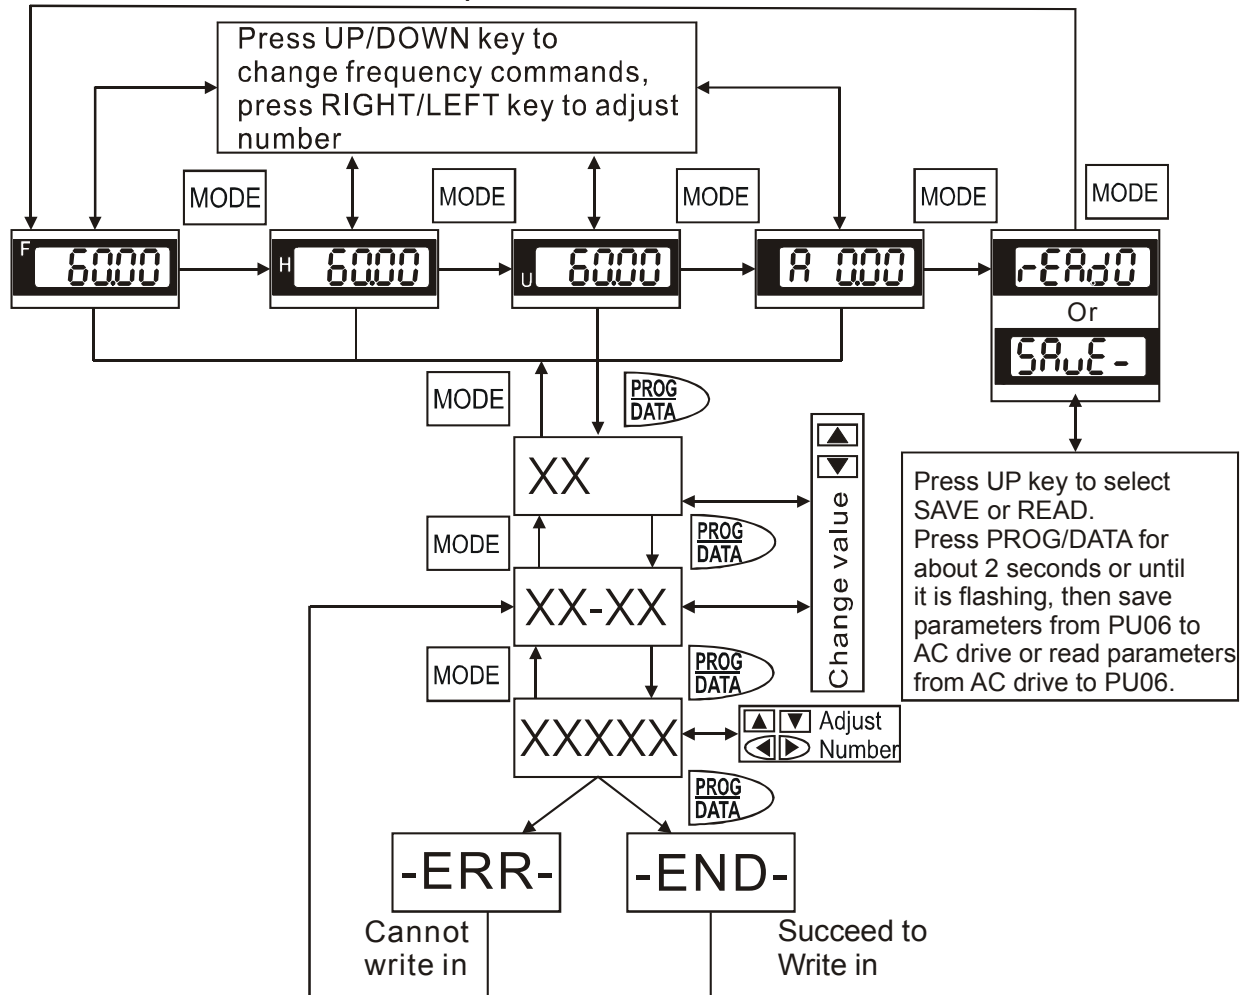 Press UP/DOWN key to
change frequency commands,
press RIGHT/LEFT key to adjust
number
MODE
MODE
MODE
MODE
MODE
F 60.00
H 60.00
U 60.00
A 0.00
rEAd0
Or
SAvE-
MODE
PROG
DATA
XX
MODE
PROG
DATA
Change value
XX-XX
MODE
PROG
DATA
XXXXX
Adjust
Number
PROG
DATA
Press UP key to select
SAVE or READ.
Press PROG/DATA for
about 2 seconds or until
it is flashing, then save
parameters from PU06 to
AC drive or read parameters
from AC drive to PU06.
-ERR-
-END-
Cannot
write in
Succeed to
Write in